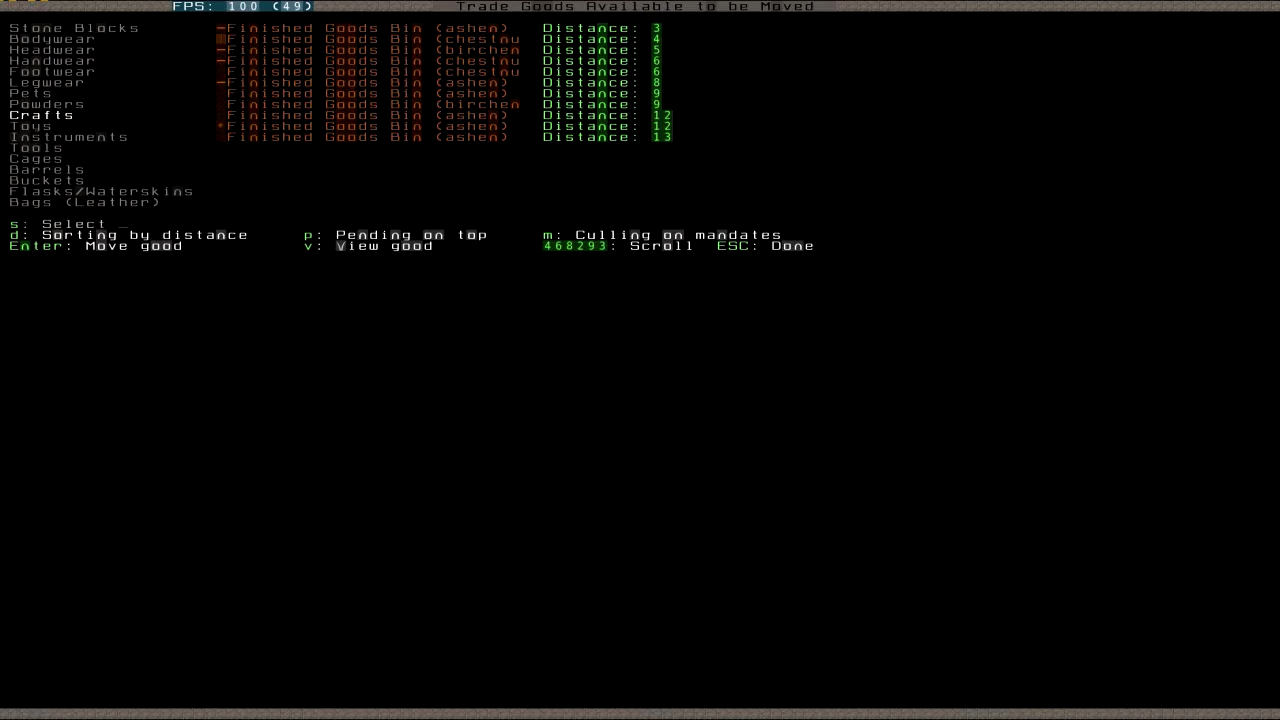 FPS: 100 (49) Trade Goods Available to be Moved
Stone Blocks -Finished Goods Bin (ashen) Distance: 3
Bodywear Finished Goods Bin (chestnu Distance: 4
Headwear -Finished Goods Bin (birchen Distance: 5
Handwear -Finished Goods Bin (chestnu Distance: 6
Footwear Finished Goods Bin (chestnu Distance: 6
Legwear -Finished Goods Bin (ashen) Distance: 8
Pets Finished Goods Bin (ashen) Distance: 9
Powders Finished Goods Bin (birchen Distance: 9
Crafts Finished Goods Bin (ashen) Distance: 12
Toys *Finished Goods Bin (ashen) Distance: 12
Instruments Finished Goods Bin (ashen) Distance: 13
Tools
Cages
Barrels
Buckets
Flasks/Waterskins
Bags (Leather)
s: Select _
d: Sorting by distance p: Pending on top m: Culling on mandates
Enter: Move good v: View good 468293: Scroll ESC: Done